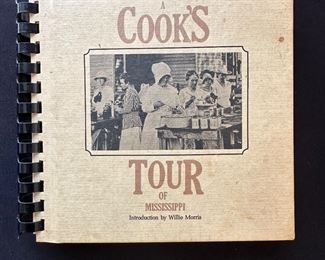 A
COOK'S
TOUR
OF
MISSISSIPPI
Introduction by Willie Morris